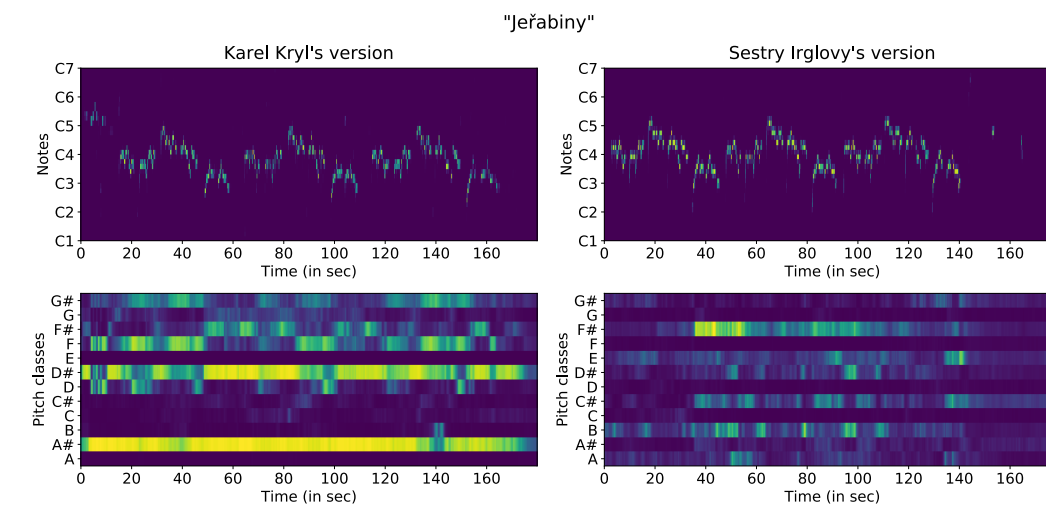 "Jeřabiny"
Karel Kryl's version
C7
C6
C5
C4
C3
C2
C1
Notes
0 20 40 60 80 100 120 140 160
Time (in sec)
Sestry Irglovy's version
C7
C6
C5
C4
C3
C2
C1
Notes
0 20 40 60 80 100 120 140 160
Time (in sec)
G#
G
F#
F
E
D#
D
C#
C
B
A#
A
Pitch classes
0 20 40 60 80 100 120 140 160
Time (in sec)
G#
G
F#
F
E
D#
D
C#
C
B
A#
A
Pitch classes
0 20 40 60 80 100 120 140 160
Time (in sec)